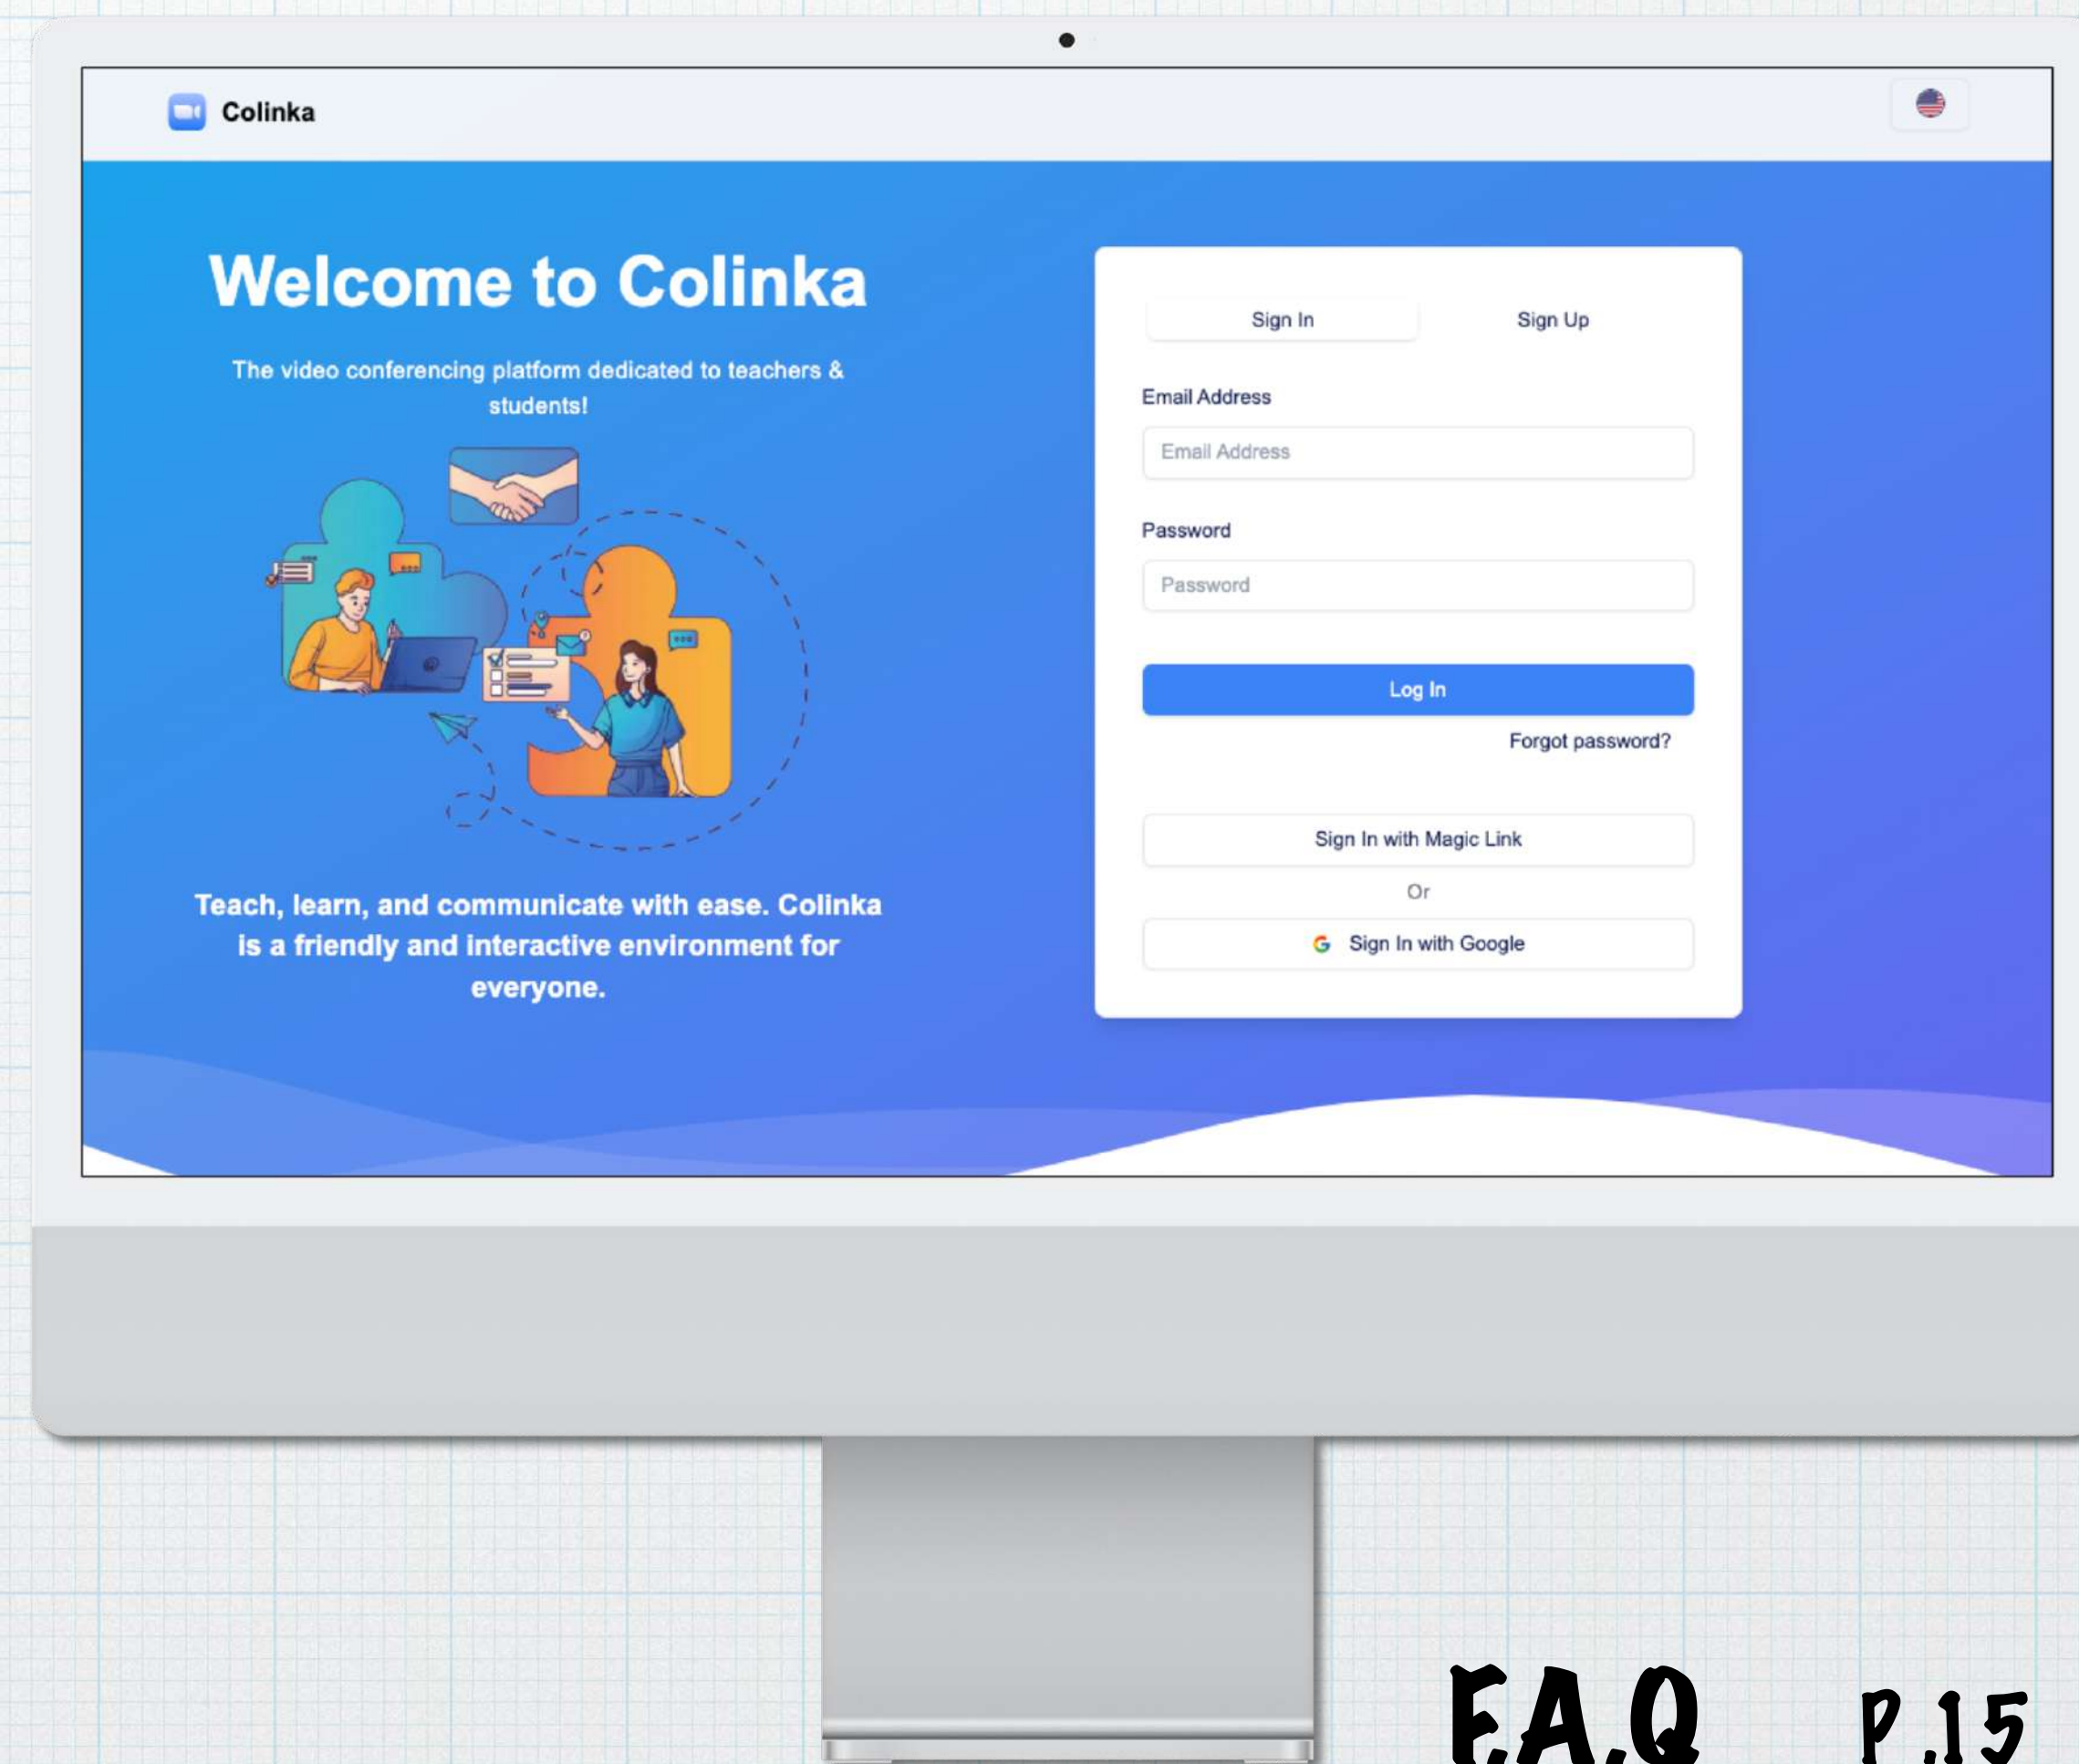 Colinka
Welcome to Colinka
The video conferencing platform dedicated to teachers &
students!
Teach, learn, and communicate with ease. Colinka
is a friendly and interactive environment for
everyone.
Sign In
Sign Up
Email Address
Email Address
Password
Password
Log In
Forgot password?
Sign In with Magic Link
Or
Sign In with Google
F.A.Q
P.15